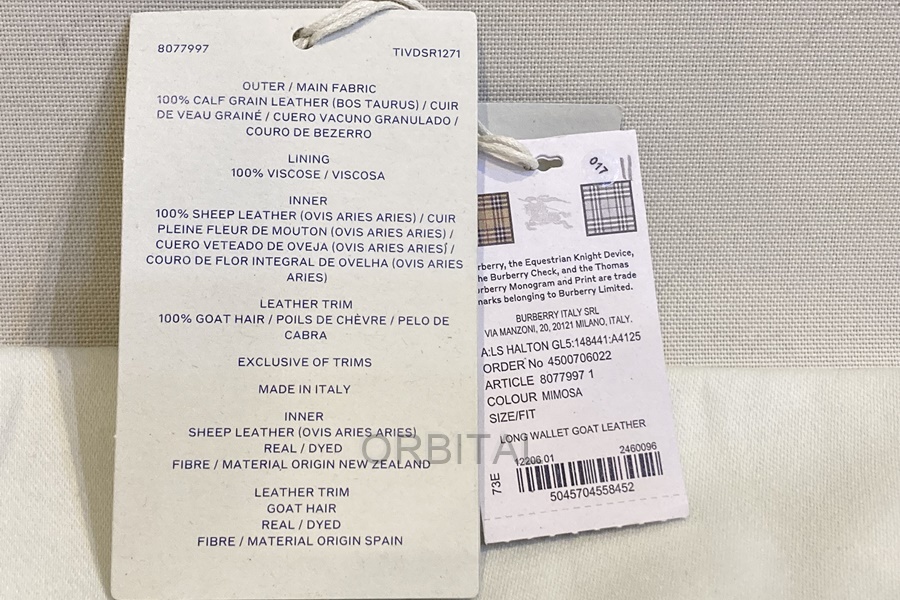 8077997
TIVDSR1271
OUTER / MAIN FABRIC
100% CALF GRAIN LEATHER (BOS TAURUS) / CUIR
DE VEAU GRAINÉ / CUERO VACUNO GRANULADO /
COURO DE BEZERRO
LINING
100% VISCOSE / VISCOSA
INNER
100% SHEEP LEATHER (OVIS ARIES ARIES) / CUIR
PLEINE FLEUR DE MOUTON (OVIS ARIES ARIES) /
CUERO VETEADO DE OVEJA (OVIS ARIES ARIES) /
COURO DE FLOR INTEGRAL DE OVELHA (OVIS ARIES
ARIES)
LEATHER TRIM
100% GOAT HAIR / POILS DE CHÈVRE / PELO DE
CABRA
EXCLUSIVE OF TRIMS
MADE IN ITALY
INNER
SHEEP LEATHER (OVIS ARIES ARIES)
REAL / DYED
FIBRE / MATERIAL ORIGIN NEW ZEALAND
LEATHER TRIM
GOAT HAIR
REAL / DYED
FIBRE / MATERIAL ORIGIN SPAIN
017
rberry, the Equestrian Knight Device,
he Burberry Check, and the Thomas
urberry Monogram and Print are trade
marks belonging to Burberry Limited.
BURBERRY ITALY SRL
VIA MANZONI, 20, 20121 MILANO, ITALY.
A:LS HALTON GL5:148441:A4125
ORDER No 4500706022
ARTICLE 8077997 1
COLOUR MIMOSA
SIZE/FIT
LONG WALLET GOAT LEATHER
12206 01
2460096
73E
5045704558452
ORBITAL